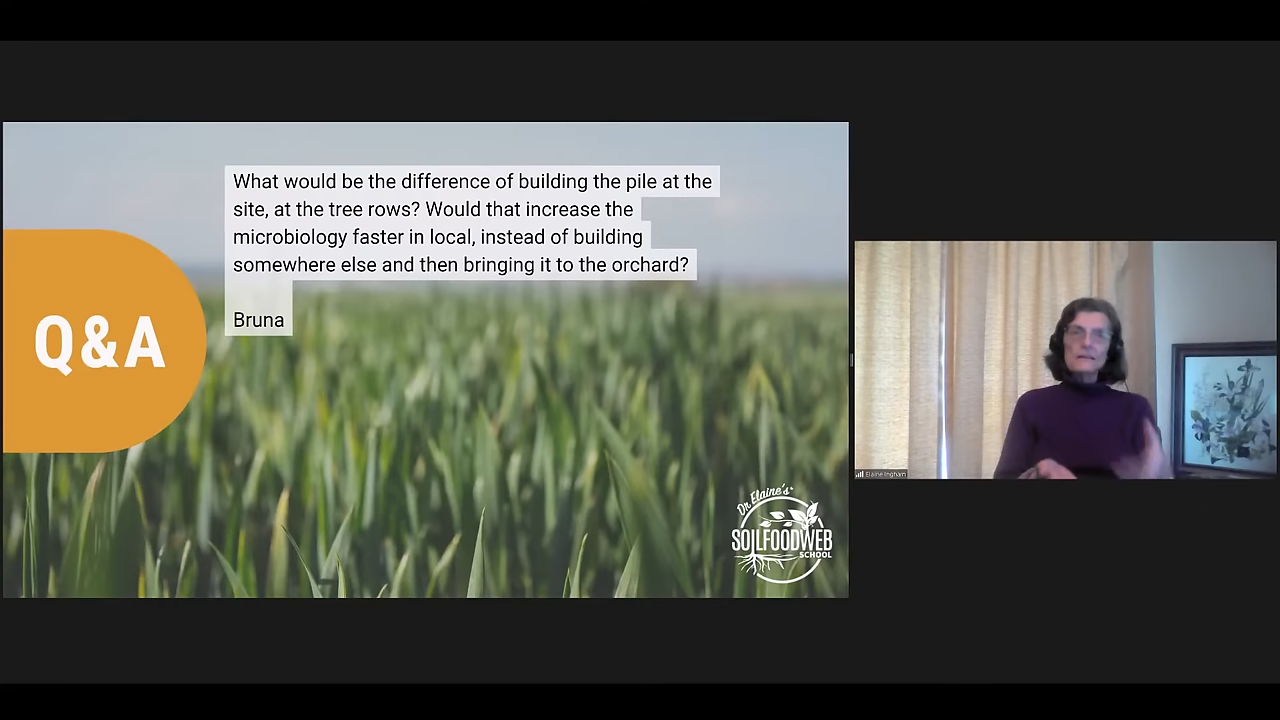 What would be the difference of building the pile at the
site, at the tree rows? Would that increase the
microbiology faster in local, instead of building
somewhere else and then bringing it to the orchard?
Bruna
Q&A
Dr. Elaine's
SOILFOODWEB
SCHOOL
Elaine Ingham